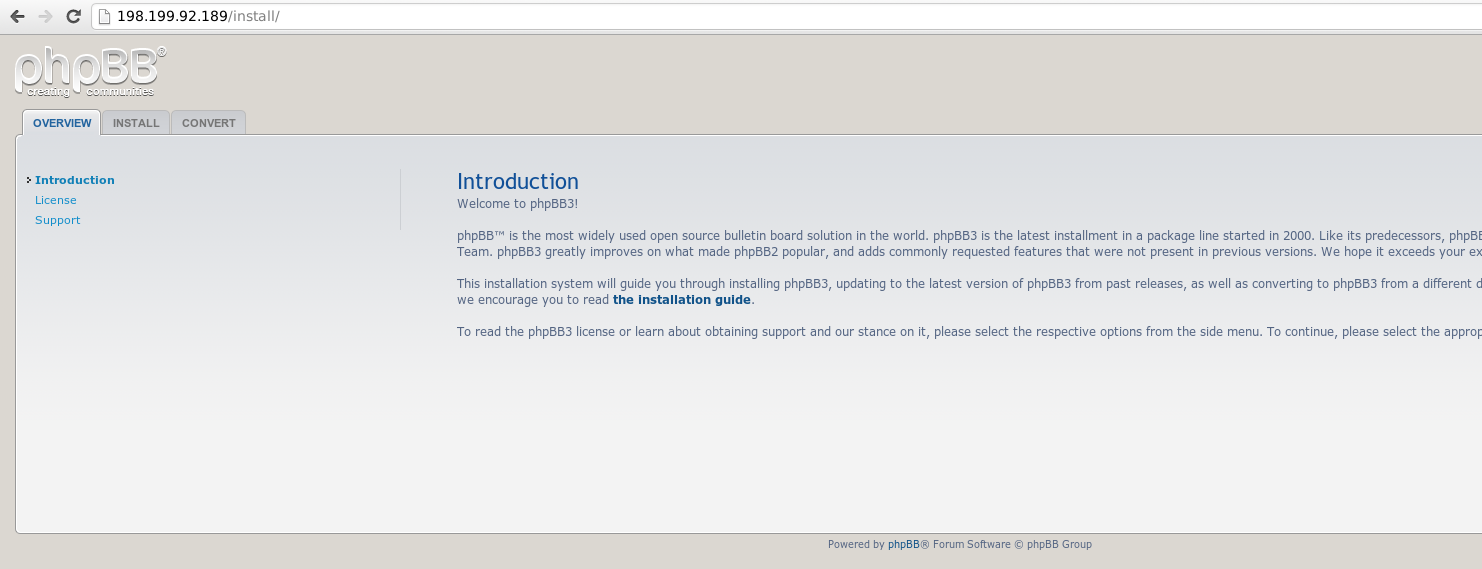 198.199.92.189/install/
phpBB®
creating communities
OVERVIEW INSTALL CONVERT
Introduction
License
Support
Introduction
Welcome to phpBB3!
phpBB™ is the most widely used open source bulletin board solution in the world. phpBB3 is the latest installment in a package line started in 2000. Like its predecessors,
Team. phpBB3 greatly improves on what made phpBB2 popular, and adds commonly requested features that were not present in previous versions. We hope it exceeds your
This installation system will guide you through installing phpBB3, updating to the latest version of phpBB3 from past releases, as well as converting to phpBB3 from a different
we encourage you to read the installation guide.
To read the phpBB3 license or learn about obtaining support and our stance on it, please select the respective options from the side menu. To continue, please select the
Powered by phpBB® Forum Software © phpBB Group